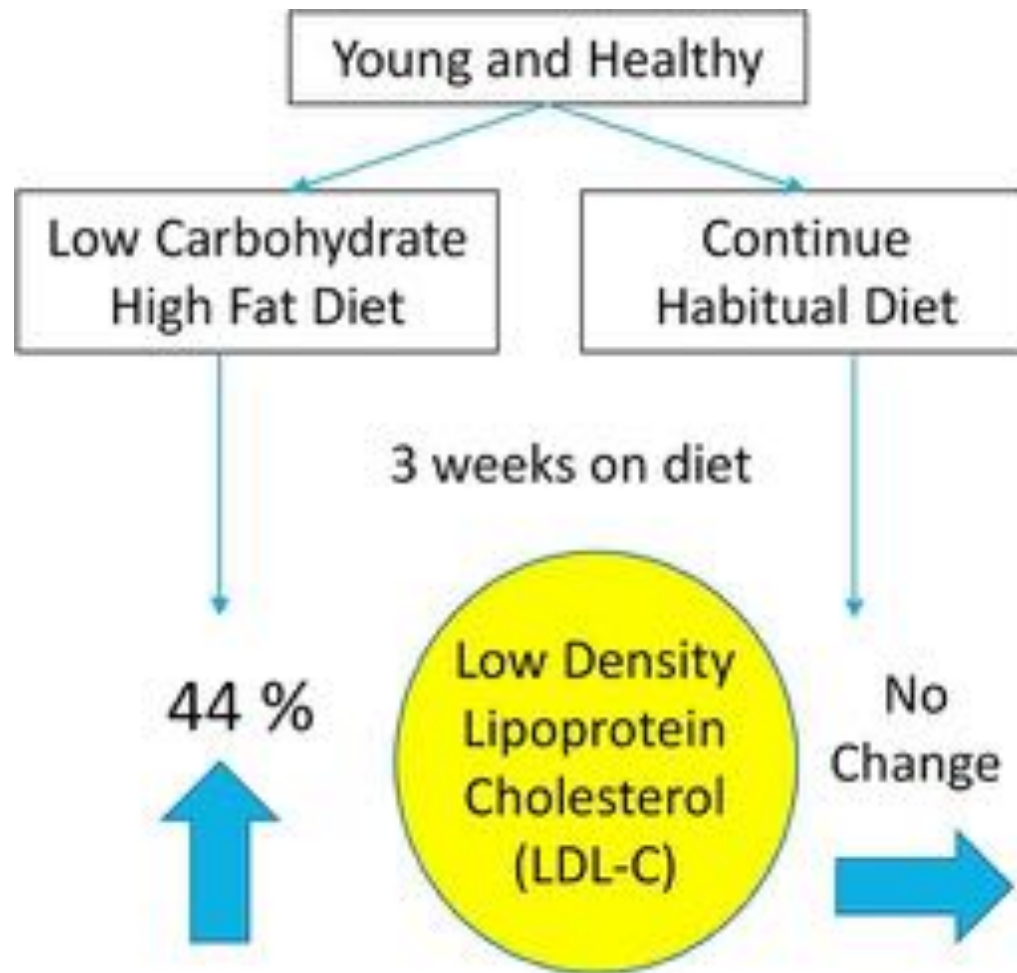 Young and Healthy
Low Carbohydrate
High Fat Diet
Continue
Habitual Diet
3 weeks on diet
44 %
Low Density
Lipoprotein
Cholesterol
(LDL-C)
No
Change